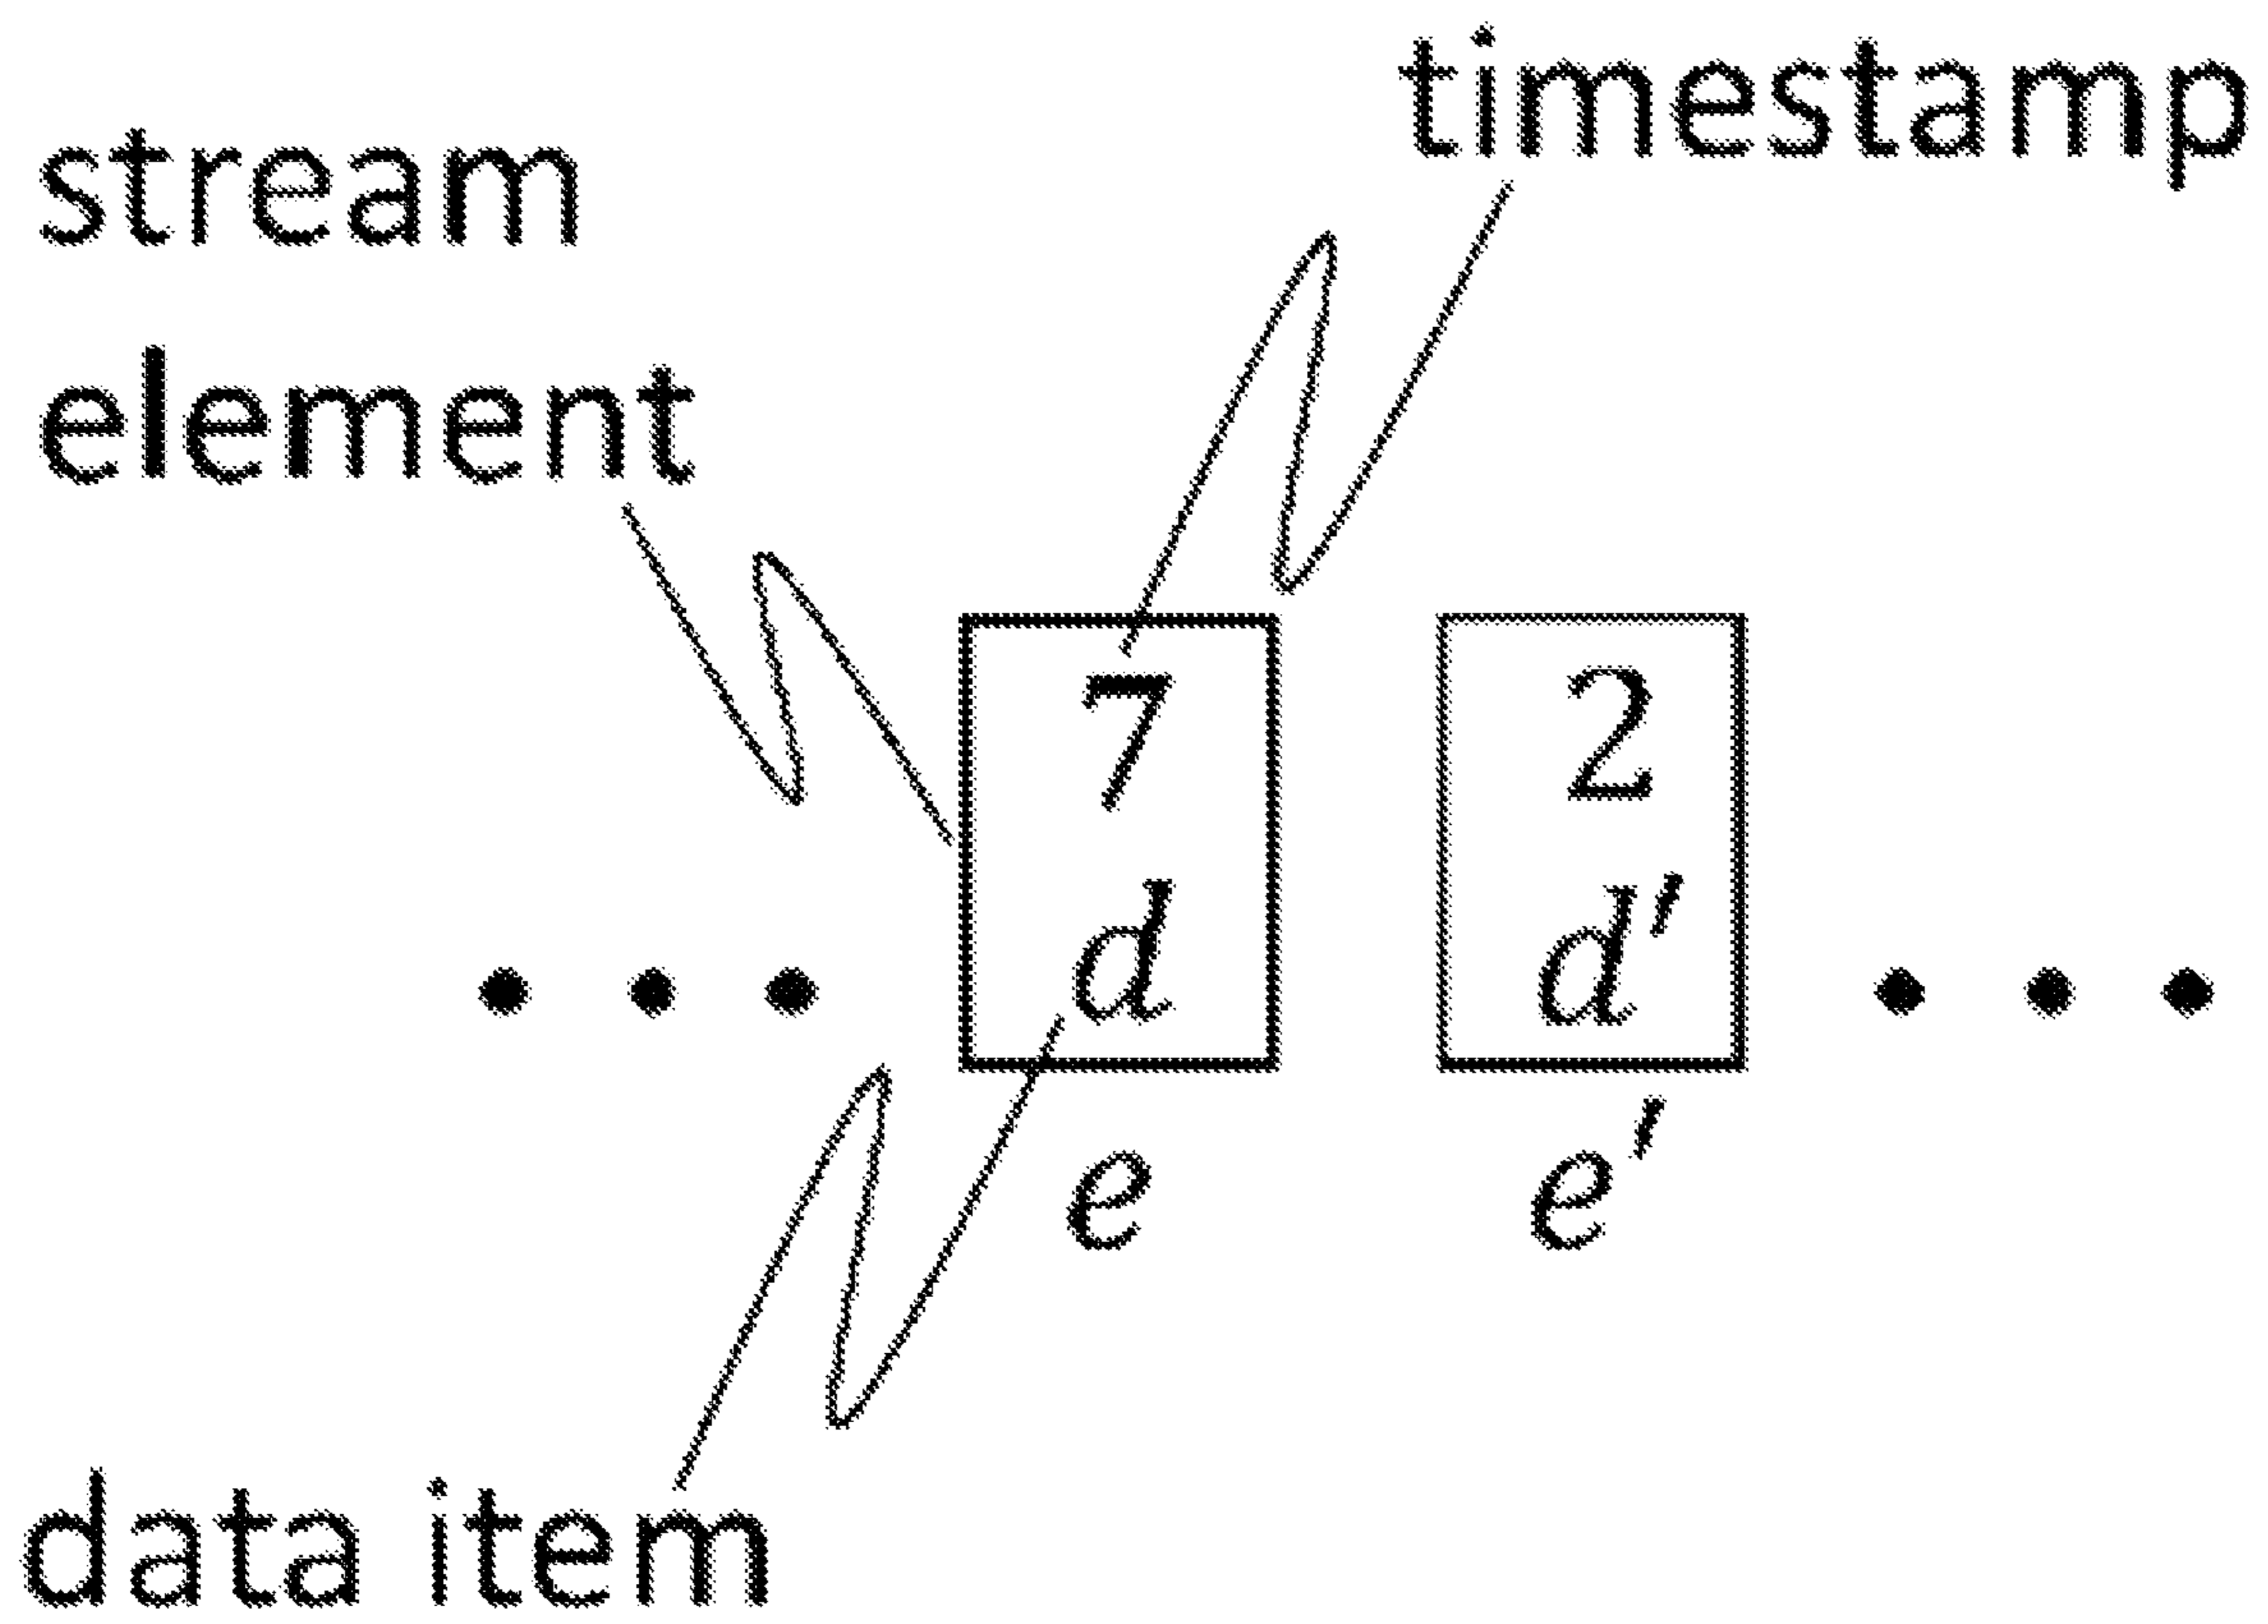 timestamp
stream
element
7 2
d d′
• • • • • •
e e′
data item